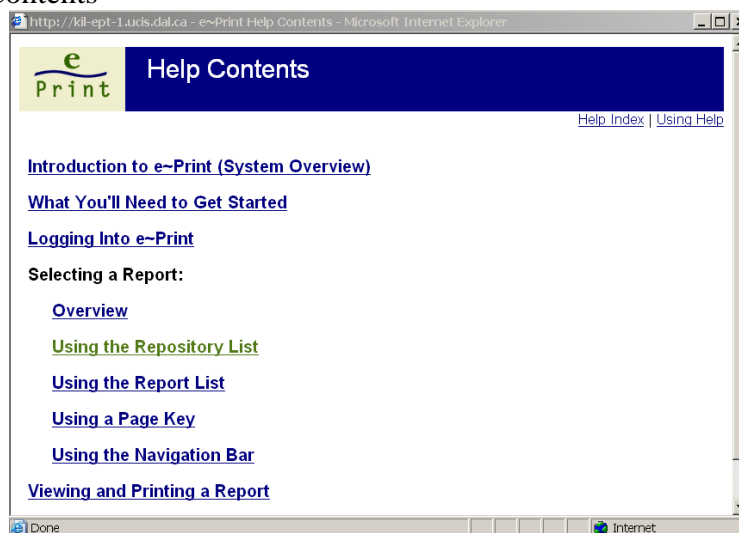 contents
http://kil-ept-1.ucis.dal.ca - e~Print Help Contents - Microsoft Internet Explorer
e
Print
Help Contents
Help Index | Using Help
Introduction to e~Print (System Overview)
What You'll Need to Get Started
Logging Into e~Print
Selecting a Report:
Overview
Using the Repository List
Using the Report List
Using a Page Key
Using the Navigation Bar
Viewing and Printing a Report
Done
Internet